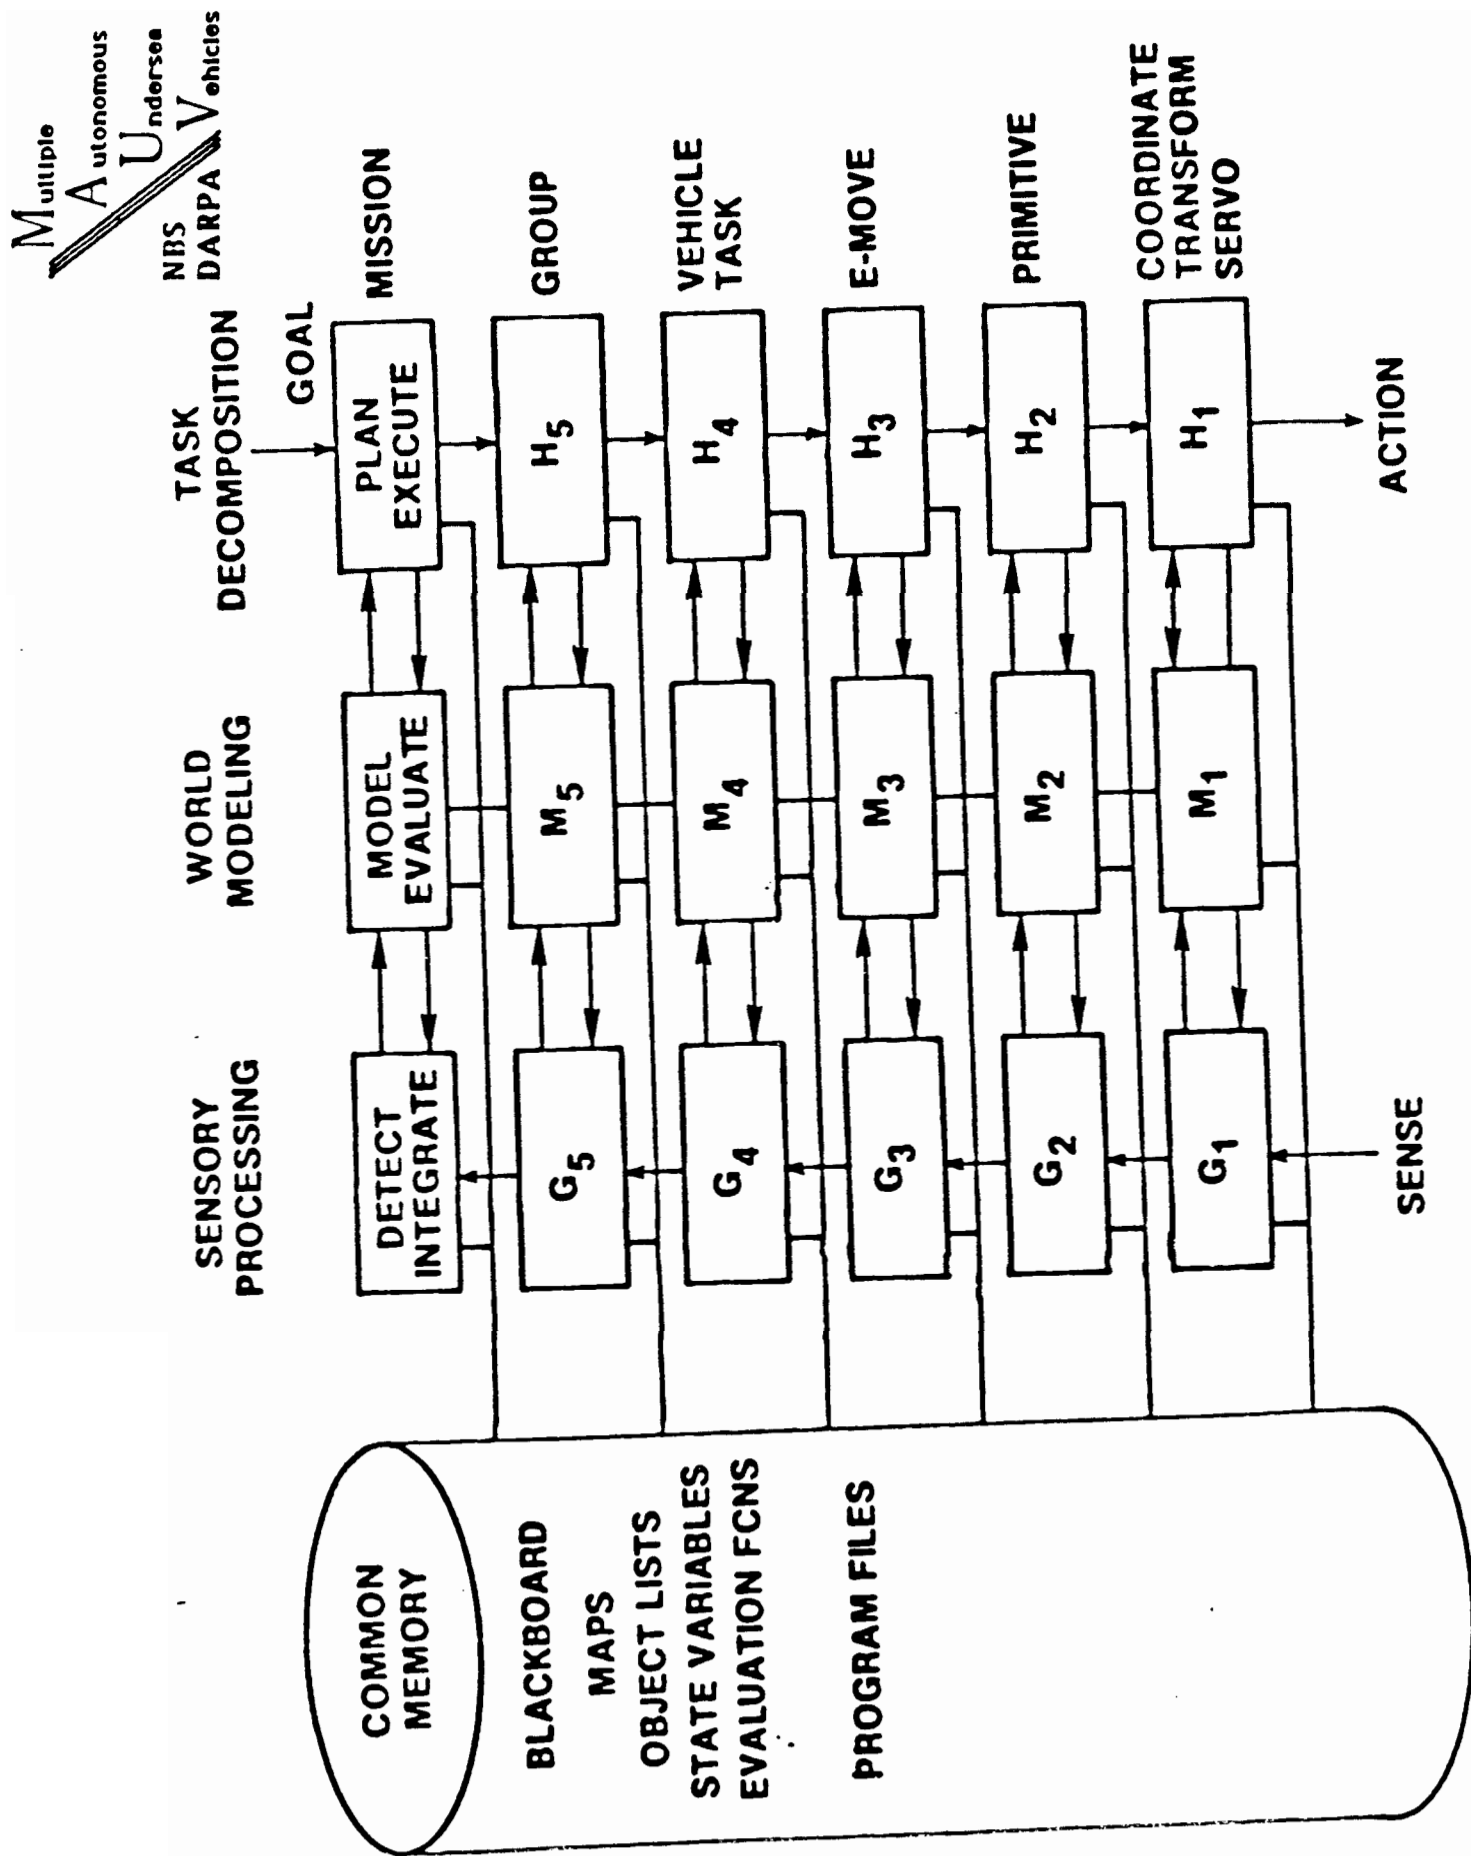 Multiple
Autonomous
Undersea
Vehicles
NBS
DARPA
SENSORY
PROCESSING
WORLD
MODELING
TASK
DECOMPOSITION
GOAL
COMMON
MEMORY
DETECT
INTEGRATE
MODEL
EVALUATE
PLAN
EXECUTE
MISSION
BLACKBOARD
MAPS
OBJECT LISTS
STATE VARIABLES
EVALUATION FCNS
PROGRAM FILES
G5
M5
H5
GROUP
G4
M4
H4
VEHICLE
TASK
G3
M3
H3
E-MOVE
G2
M2
H2
PRIMITIVE
G1
M1
H1
COORDINATE
TRANSFORM
SERVO
SENSE
ACTION